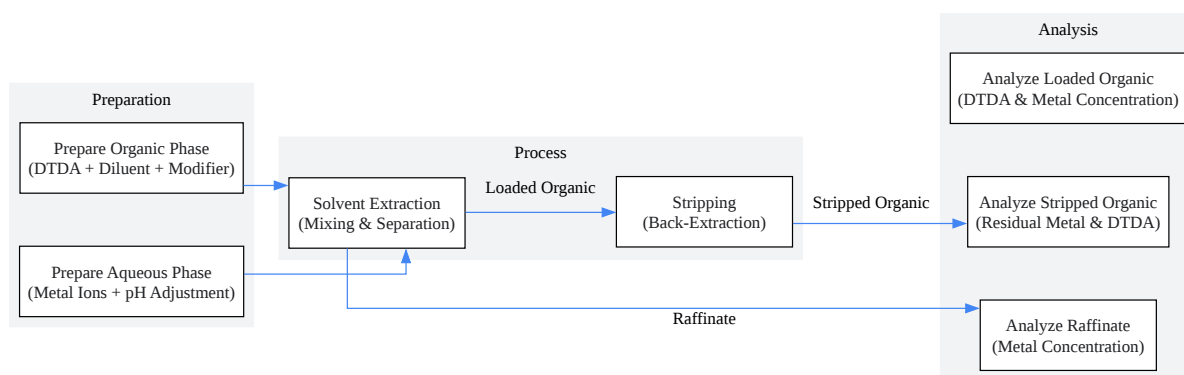 Preparation
Prepare Organic Phase
(DTDA + Diluent + Modifier)
Prepare Aqueous Phase
(Metal Ions + pH Adjustment)
Process
Solvent Extraction
(Mixing & Separation)
Loaded Organic
Stripping
(Back-Extraction)
Stripped Organic
Raffinate
Analysis
Analyze Loaded Organic
(DTDA & Metal Concentration)
Analyze Stripped Organic
(Residual Metal & DTDA)
Analyze Raffinate
(Metal Concentration)